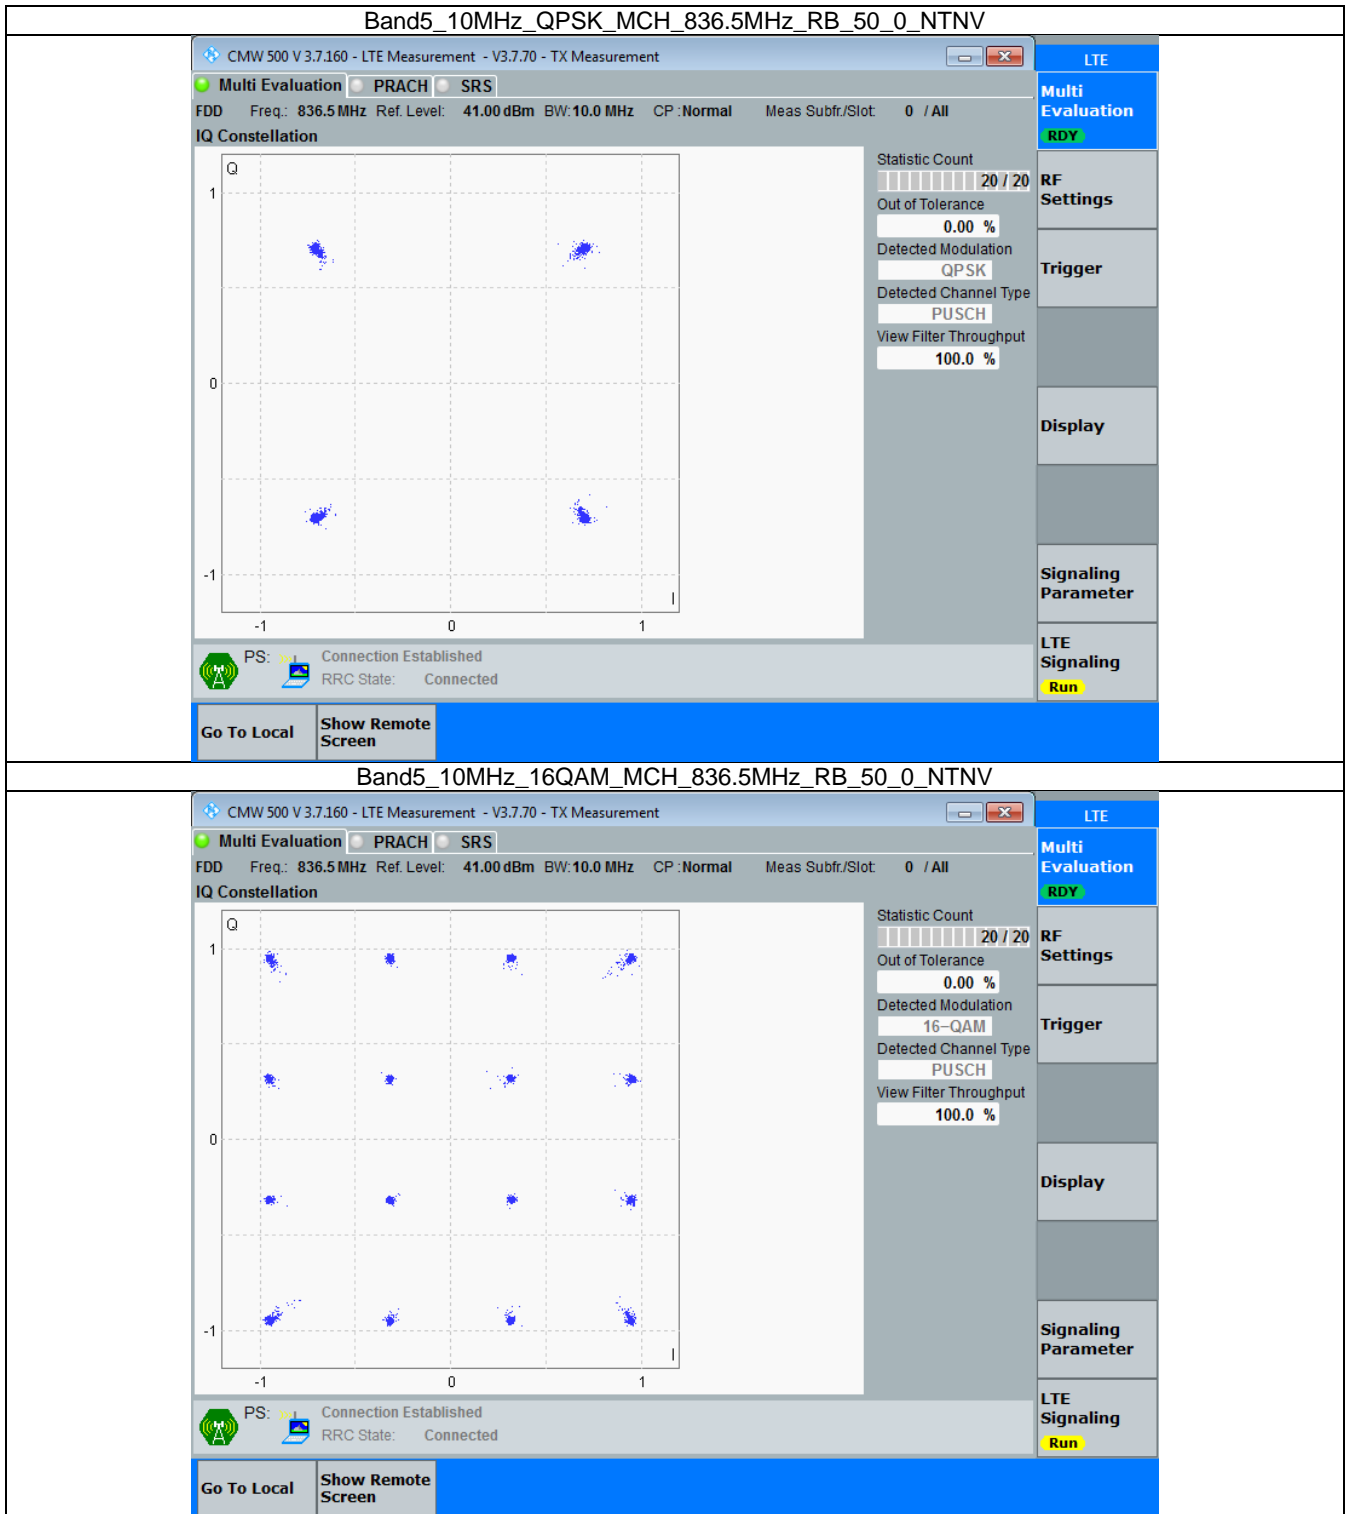 Band5_10MHz_QPSK_MCH_836.5MHz_RB_50_0_NTNV
CMW 500 V 3.7.160 - LTE Measurement - V3.7.70 - TX Measurement
LTE
Multi Evaluation PRACH SRS
Multi
Evaluation
RDY
FDD Freq.: 836.5 MHz Ref. Level: 41.00 dBm BW: 10.0 MHz CP : Normal Meas Subfr./Slot: 0 / All
IQ Constellation
Q
1
0
-1
I
-1 0 1
Statistic Count
20 / 20
Out of Tolerance
0.00 %
Detected Modulation
QPSK
Detected Channel Type
PUSCH
View Filter Throughput
100.0 %
RF
Settings
Trigger
Display
Signaling
Parameter
LTE
Signaling
Run
PS: Connection Established
RRC State: Connected
Go To Local
Show Remote
Screen
Band5_10MHz_16QAM_MCH_836.5MHz_RB_50_0_NTNV
CMW 500 V 3.7.160 - LTE Measurement - V3.7.70 - TX Measurement
LTE
Multi Evaluation PRACH SRS
Multi
Evaluation
RDY
FDD Freq.: 836.5 MHz Ref. Level: 41.00 dBm BW: 10.0 MHz CP : Normal Meas Subfr./Slot: 0 / All
IQ Constellation
Q
1
0
-1
I
-1 0 1
Statistic Count
20 / 20
Out of Tolerance
0.00 %
Detected Modulation
16-QAM
Detected Channel Type
PUSCH
View Filter Throughput
100.0 %
RF
Settings
Trigger
Display
Signaling
Parameter
LTE
Signaling
Run
PS: Connection Established
RRC State: Connected
Go To Local
Show Remote
Screen